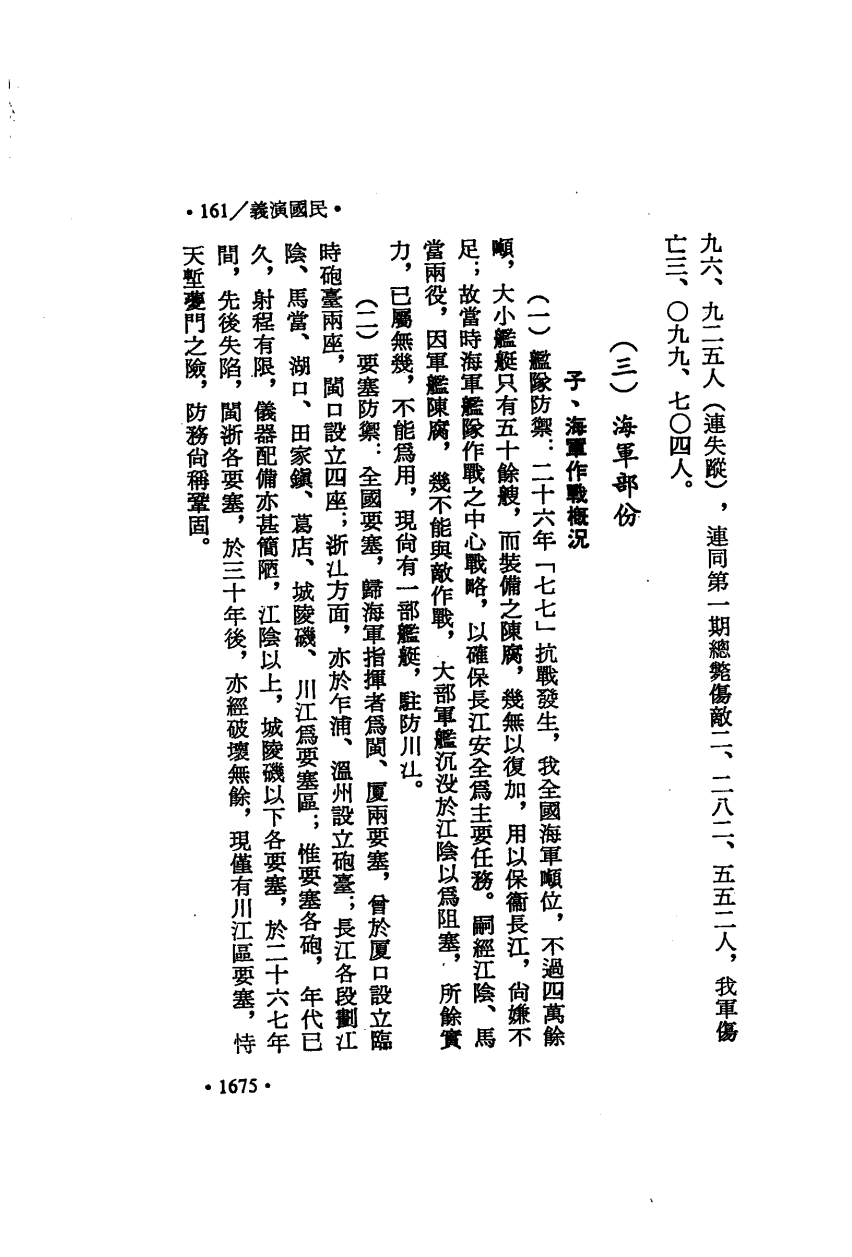 •161／義演國民•
九六、九二五人（連失蹤），連同第一期總斃傷敵二、二八二、五五二人，我軍傷
亡三、〇九九、七〇四人。
（三）海軍部份
子、海軍作戰概況
（一）艦隊防禦：二十六年「七七」抗戰發生，我全國海軍噸位，不過四萬餘
噸，大小艦艇只有五十餘艘，而裝備之陳腐，幾無以復加，用以保衞長江，尙嫌不
足；故當時海軍艦隊作戰之中心戰略，以確保長江安全爲主要任務。嗣經江陰、馬
當兩役，因軍艦陳腐，幾不能與敵作戰，大部軍艦沉没於江陰以爲阻塞，所餘實
力，已屬無幾，不能爲用，現尙有一部艦艇，駐防川江。
（二）要塞防禦：全國要塞，歸海軍指揮者爲閩、厦兩要塞，曾於厦口設立臨
時砲臺兩座，閩口設立四座；浙江方面，亦於乍浦、溫州設立砲臺；長江各段劃江
陰、馬當、湖口、田家鎭、葛店、城陵磯、川江爲要塞區；惟要塞各砲，年代已
久，射程有限，儀器配備亦甚簡陋，江陰以上，城陵磯以下各要塞，於二十六七年
間，先後失陷，閩浙各要塞，於三十年後，亦經破壞無餘，現僅有川江區要塞，恃
天塹夔門之險，防務尙稱鞏固。
•1675•